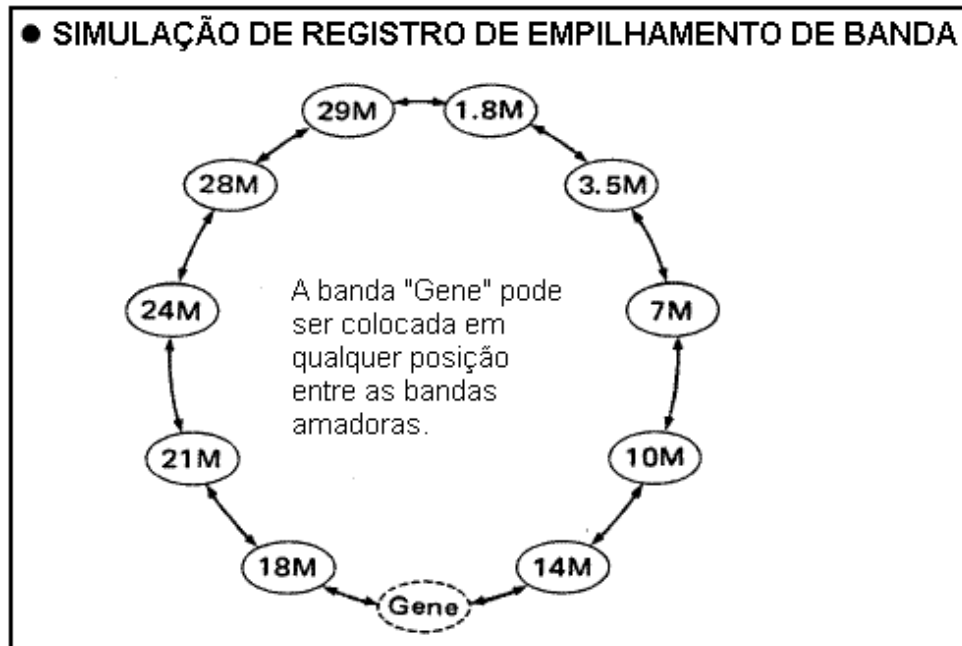 ● SIMULAÇÃO DE REGISTRO DE EMPILHAMENTO DE BANDA
29M
1.8M
28M
3.5M
24M
A banda "Gene" pode
ser colocada em
qualquer posição
entre as bandas
amadoras.
7M
21M
10M
18M
14M
Gene